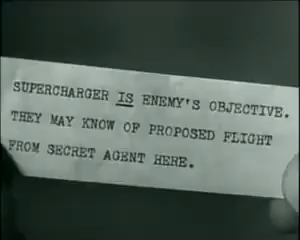 SUPERCHARGER IS ENEMY'S OBJECTIVE.
THEY MAY KNOW OF PROPOSED FLIGHT
FROM SECRET AGENT HERE.